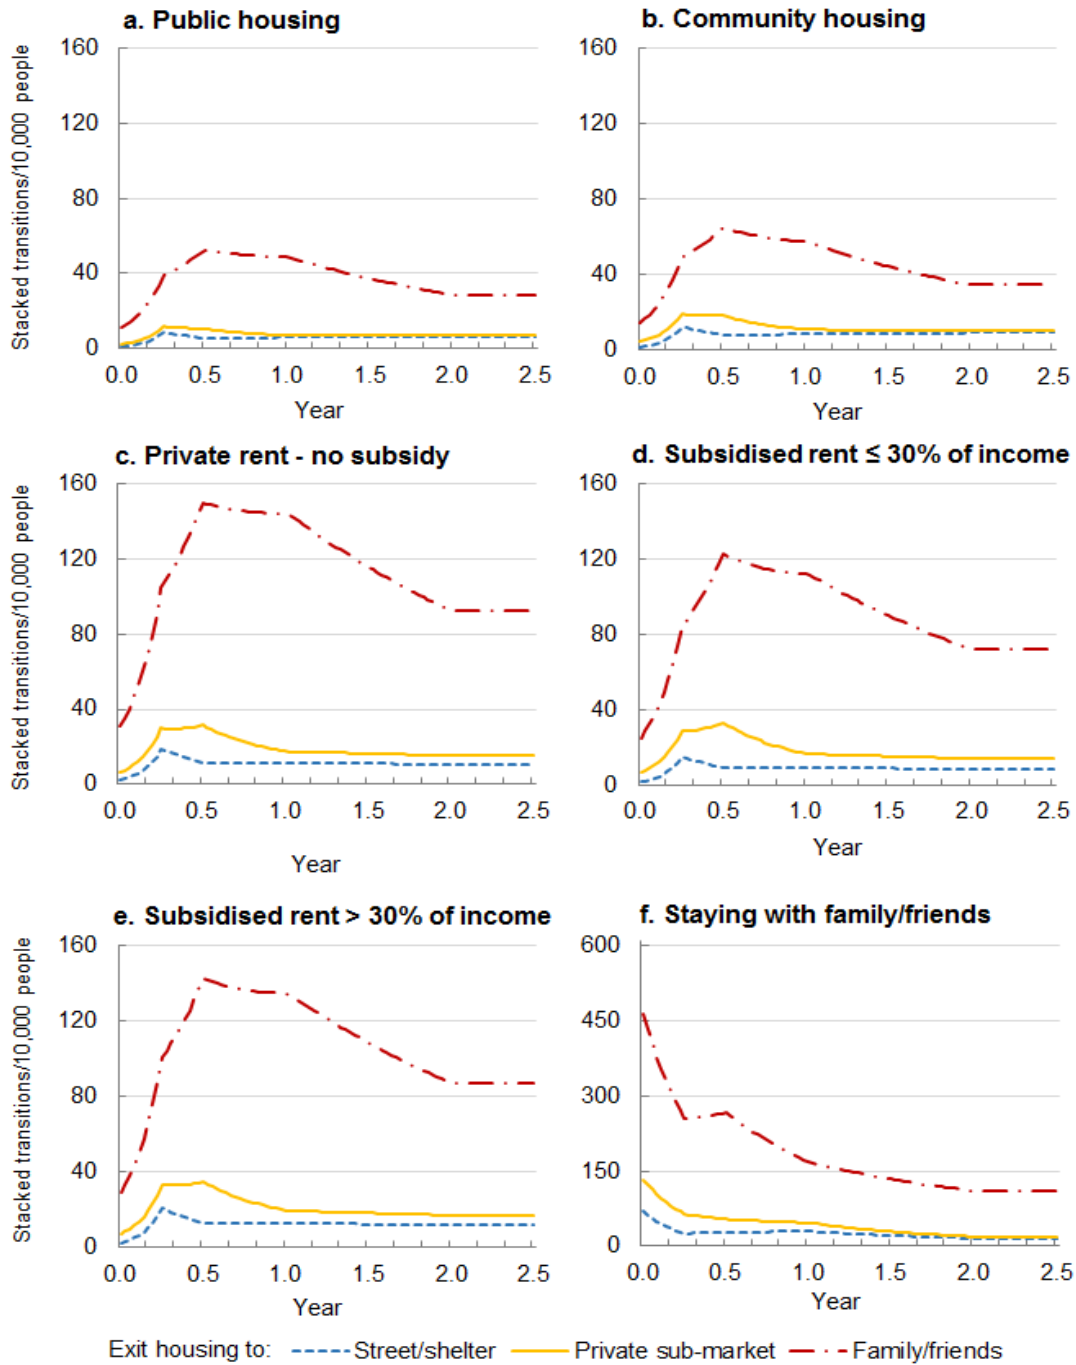 a. Public housing
b. Community housing
Stacked transitions/10,000 people
160
120
80
40
0
0.0 0.5 1.0 1.5 2.0 2.5
Year
160
120
80
40
0
0.0 0.5 1.0 1.5 2.0 2.5
Year
c. Private rent - no subsidy
d. Subsidised rent ≤ 30% of income
Stacked transitions/10,000 people
160
120
80
40
0
0.0 0.5 1.0 1.5 2.0 2.5
Year
160
120
80
40
0
0.0 0.5 1.0 1.5 2.0 2.5
Year
e. Subsidised rent > 30% of income
f. Staying with family/friends
Stacked transitions/10,000 people
160
120
80
40
0
0.0 0.5 1.0 1.5 2.0 2.5
Year
600
450
300
150
0
0.0 0.5 1.0 1.5 2.0 2.5
Year
Exit housing to: Street/shelter Private sub-market Family/friends